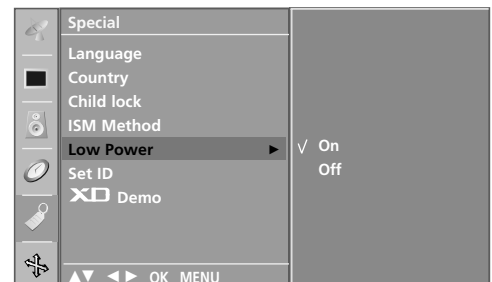 Special
Language
Country
Child lock
ISM Method
Low Power ►
√ On
Off
Set ID
XD Demo
▲▼ ◄► OK MENU